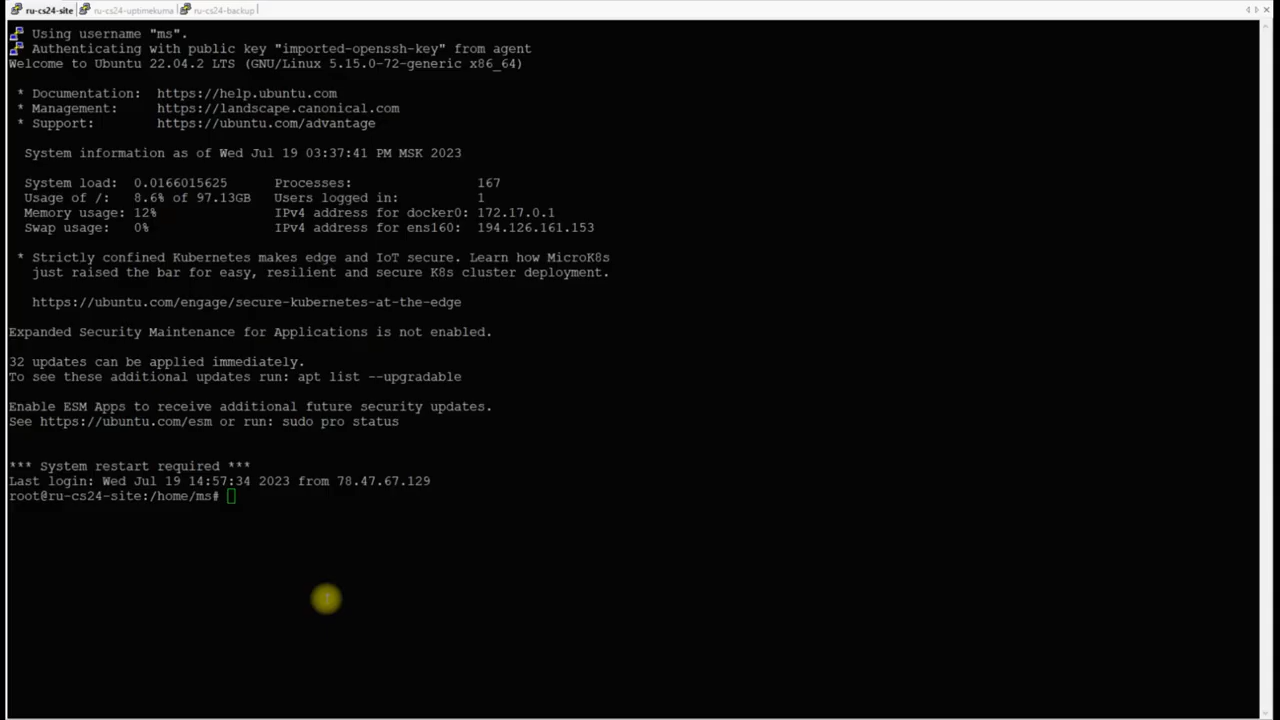 ru-cs24-site ru-cs24-uptimekuma ru-cs24-backup
Using username "ms".
Authenticating with public key "imported-openssh-key" from agent
Welcome to Ubuntu 22.04.2 LTS (GNU/Linux 5.15.0-72-generic x86_64)
* Documentation: https://help.ubuntu.com
* Management: https://landscape.canonical.com
* Support: https://ubuntu.com/advantage
System information as of Wed Jul 19 03:37:41 PM MSK 2023
System load: 0.0166015625 Processes: 167
Usage of /: 8.6% of 97.13GB Users logged in: 1
Memory usage: 12% IPv4 address for docker0: 172.17.0.1
Swap usage: 0% IPv4 address for ens160: 194.126.161.153
* Strictly confined Kubernetes makes edge and IoT secure. Learn how MicroK8s
just raised the bar for easy, resilient and secure K8s cluster deployment.
https://ubuntu.com/engage/secure-kubernetes-at-the-edge
Expanded Security Maintenance for Applications is not enabled.
32 updates can be applied immediately.
To see these additional updates run: apt list --upgradable
Enable ESM Apps to receive additional future security updates.
See https://ubuntu.com/esm or run: sudo pro status
*** System restart required ***
Last login: Wed Jul 19 14:57:34 2023 from 78.47.67.129
root@ru-cs24-site:/home/ms#